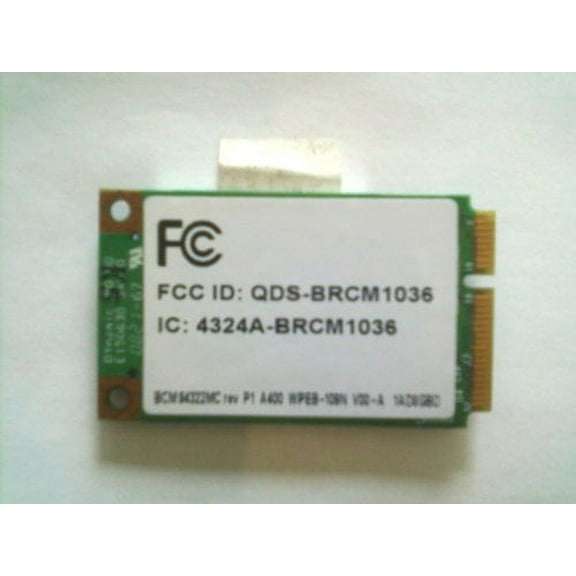 FC
FCC ID: QDS-BRCM1036
IC: 4324A-BRCM1036
BCM94322MC rev P1 A400 WPEB-109N V00-A